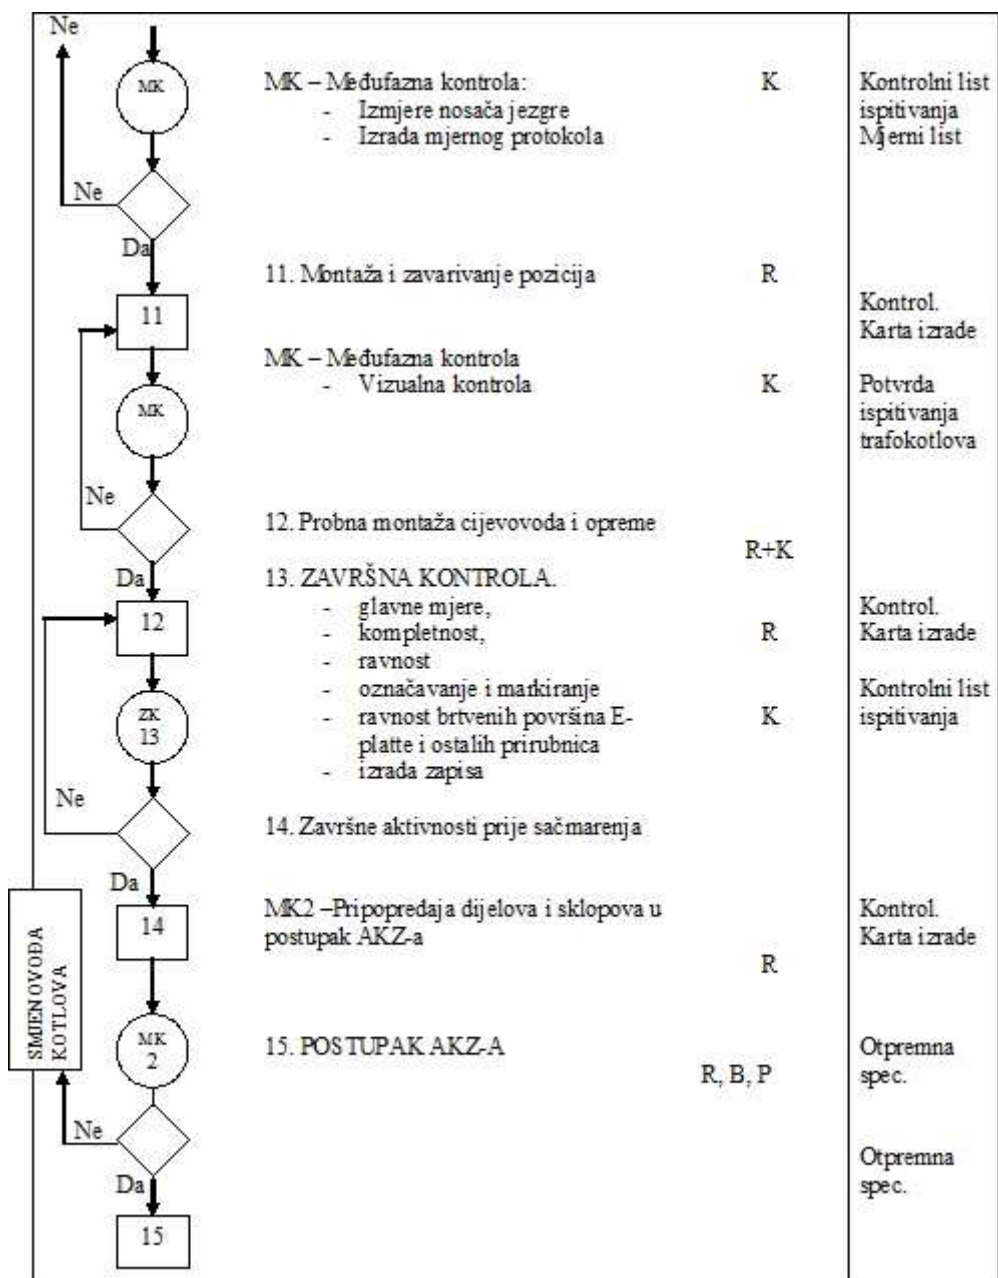 Ne
MK
Ne
Da
11
MK
Ne
Da
12
ZK
13
Ne
Da
14
SMJENOVOĐA
KOTLOVA
MK
2
Ne
Da
15
MK – Međufazna kontrola: K
- Izmjere nosača jezgre
- Izrada mjernog protokola
11. Montaža i zavarivanje pozicija R
MK – Međufazna kontrola
- Vizualna kontrola K
12. Probna montaža cijevovoda i opreme
R+K
13. ZAVRŠNA KONTROLA.
- glavne mjere,
- kompletnost, R
- ravnost
- označavanje i markiranje
- ravnost brtvenih površina E- K
platte i ostalih prirubnica
- izrada zapisa
14. Završne aktivnosti prije sačmarenja
MK2 –Pripopredaja dijelova i sklopova u
postupak AKZ-a
R
15. POSTUPAK AKZ-A
R, B, P
Kontrolni list
ispitivanja
Mjerni list
Kontrol.
Karta izrade
Potvrda
ispitivanja
trafokotlova
Kontrol.
Karta izrade
Kontrolni list
ispitivanja
Kontrol.
Karta izrade
Otpremna
spec.
Otpremna
spec.